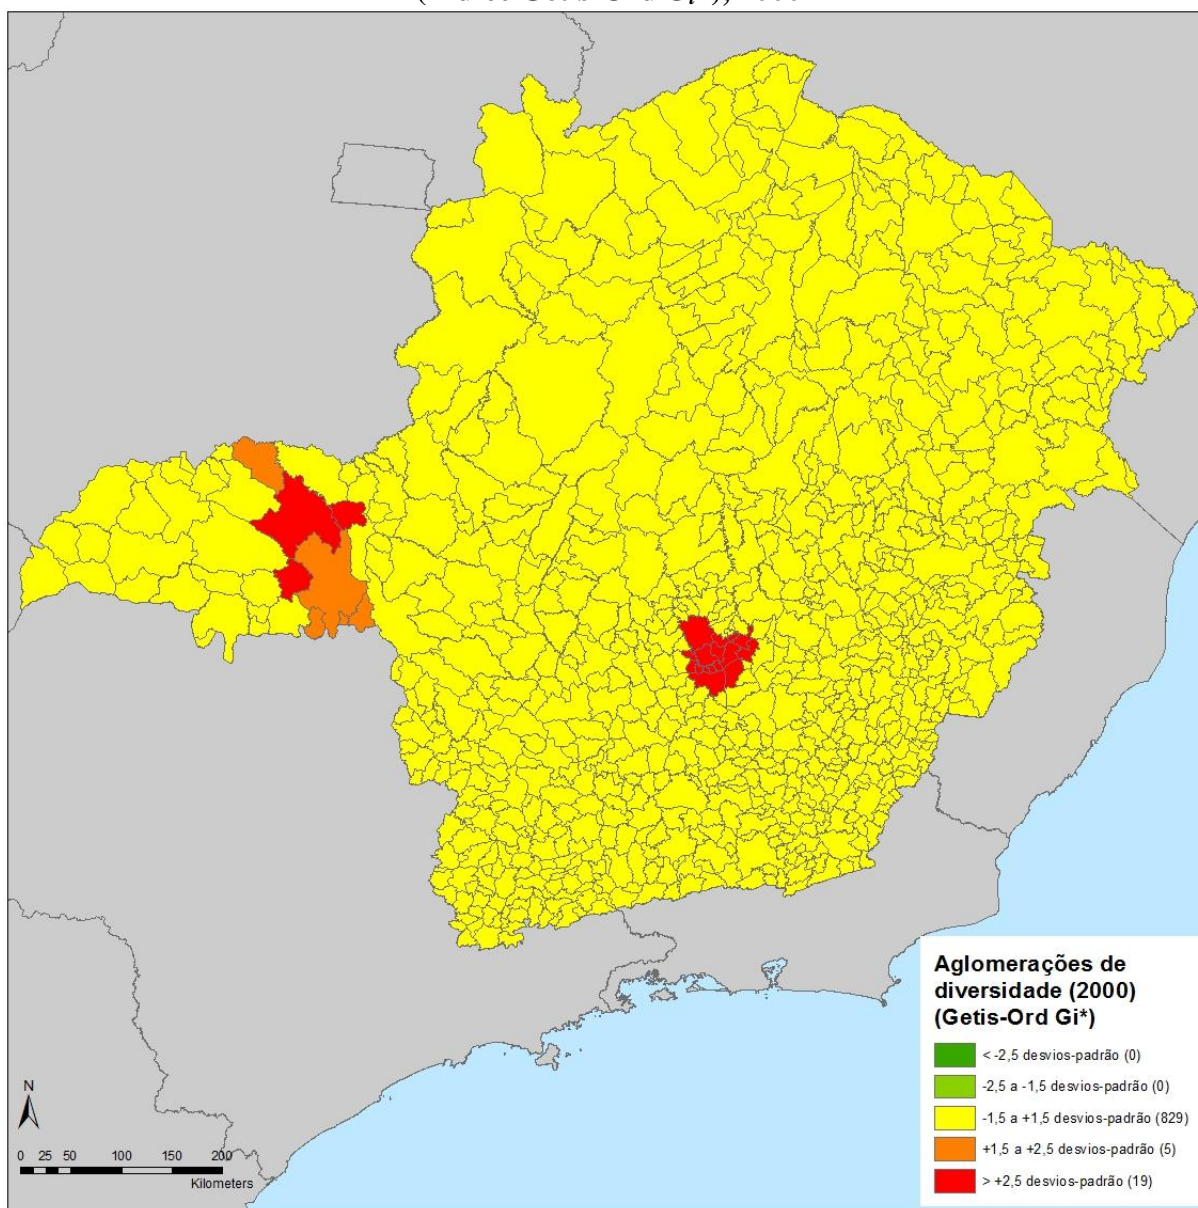 2000
N
0 25 50 100 150 200
Kilometers
Aglomerações de
diversidade (2000)
(Getis-Ord Gi*)
< -2,5 desvios-padrão (0)
-2,5 a -1,5 desvios-padrão (0)
-1,5 a +1,5 desvios-padrão (829)
+1,5 a +2,5 desvios-padrão (5)
> +2,5 desvios-padrão (19)